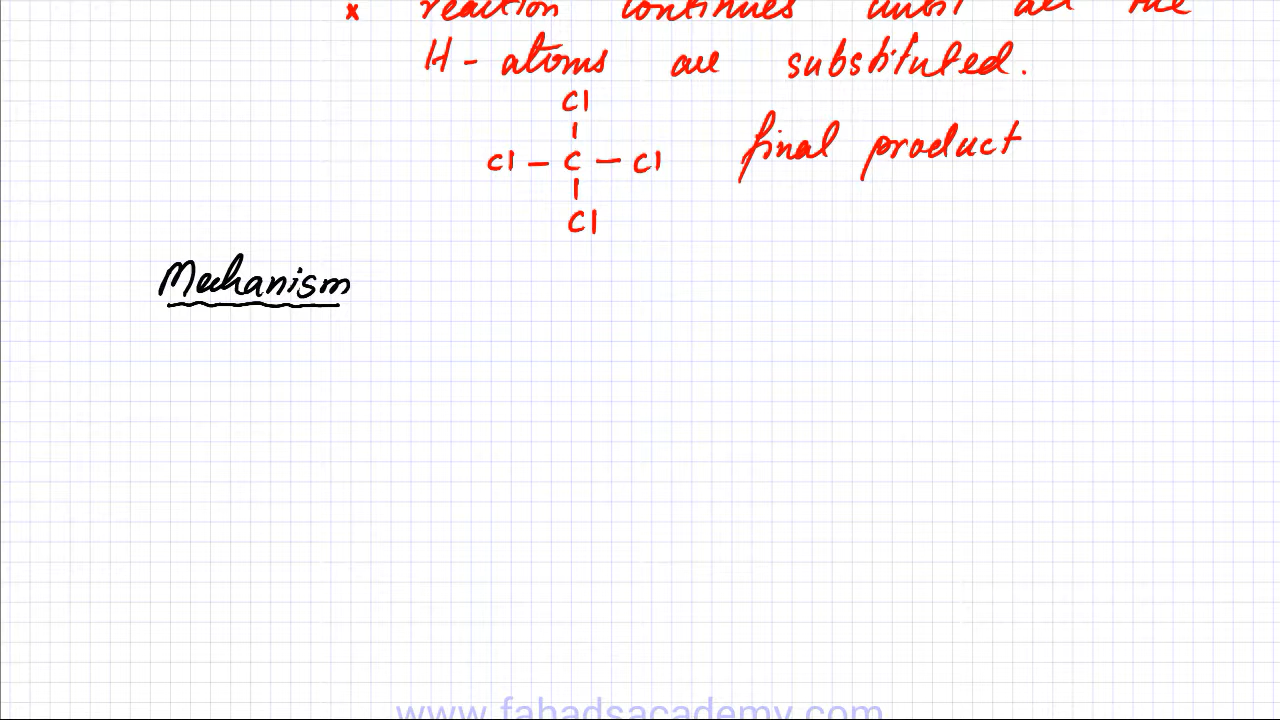 x reaction continues until all the
H - atoms are substituted.
Cl
Cl - C - Cl final product
Cl
Mechanism
www.fahadsacademy.com